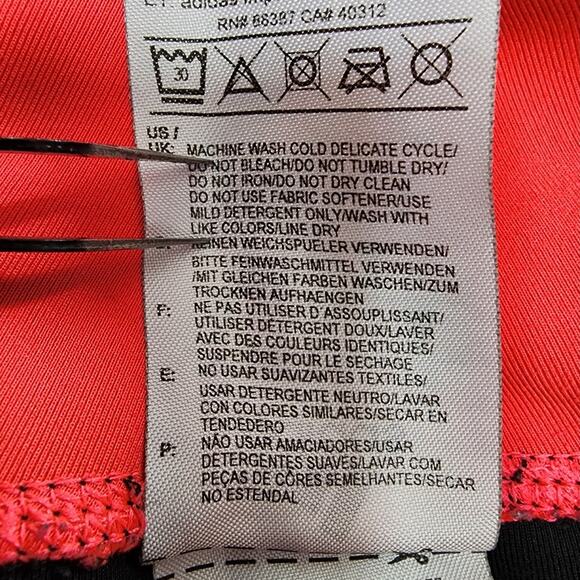 adidas
RN# 88387 CA# 40312
30
US /
UK: MACHINE WASH COLD DELICATE CYCLE/
DO NOT BLEACH/DO NOT TUMBLE DRY/
DO NOT IRON/DO NOT DRY CLEAN
DO NOT USE FABRIC SOFTENER/USE
MILD DETERGENT ONLY/WASH WITH
LIKE COLORS/LINE DRY
KEINEN WEICHSPUELER VERWENDEN/
BITTE FEINWASCHMITTEL VERWENDEN
/MIT GLEICHEN FARBEN WASCHEN/ZUM
TROCKNEN AUFHAENGEN
F: NE PAS UTILISER D'ASSOUPLISSANT/
UTILISER DÉTERGENT DOUX/LAVER
AVEC DES COULEURS IDENTIQUES/
SUSPENDRE POUR LE SECHAGE
E: NO USAR SUAVIZANTES TEXTILES/
USAR DETERGENTE NEUTRO/LAVAR
CON COLORES SIMILARES/SECAR EN
TENDEDERO
P: NÃO USAR AMACIADORES/USAR
DETERGENTES SUAVES/LAVAR COM
PEÇAS DE CÔRES SEMELHANTES/SECAR
NO ESTENDAL